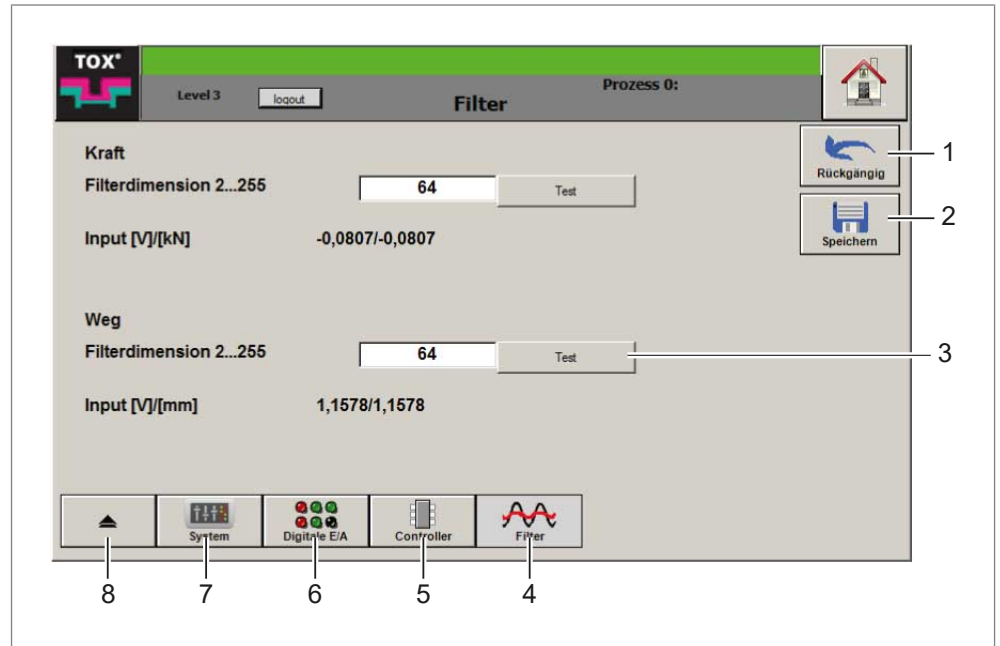 TOX®
Level 3
logout
Filter
Prozess 0:
Kraft
Filterdimension 2...255
64
Test
Input [V]/[kN]
-0,0807/-0,0807
Weg
Filterdimension 2...255
64
Test
Input [V]/[mm]
1,1578/1,1578
Rückgängig
Speichern
System
Digitale E/A
Controller
Filter
1
2
3
8
7
6
5
4